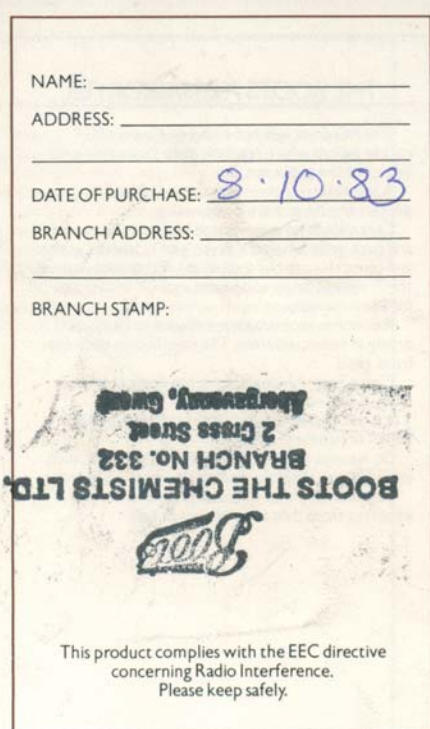 NAME:
ADDRESS:
DATE OF PURCHASE: 8·10·83
BRANCH ADDRESS:
BRANCH STAMP:
Boots
BOOTS THE CHEMISTS LTD.
BRANCH No. 332
2 Cross Street
Abergavenny, Gwent
This product complies with the EEC directive
concerning Radio Interference.
Please keep safely.